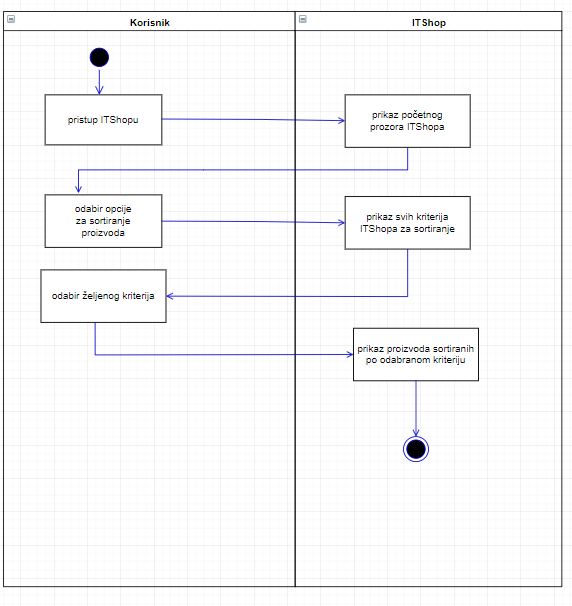 Korisnik
ITShop
pristup ITShopu
prikaz početnog
prozora ITShopa
odabir opcije
za sortiranje
proizvoda
prikaz svih kriterija
ITShopa za sortiranje
odabir željenog kriterija
prikaz proizvoda sortiranih
po odabranom kriteriju